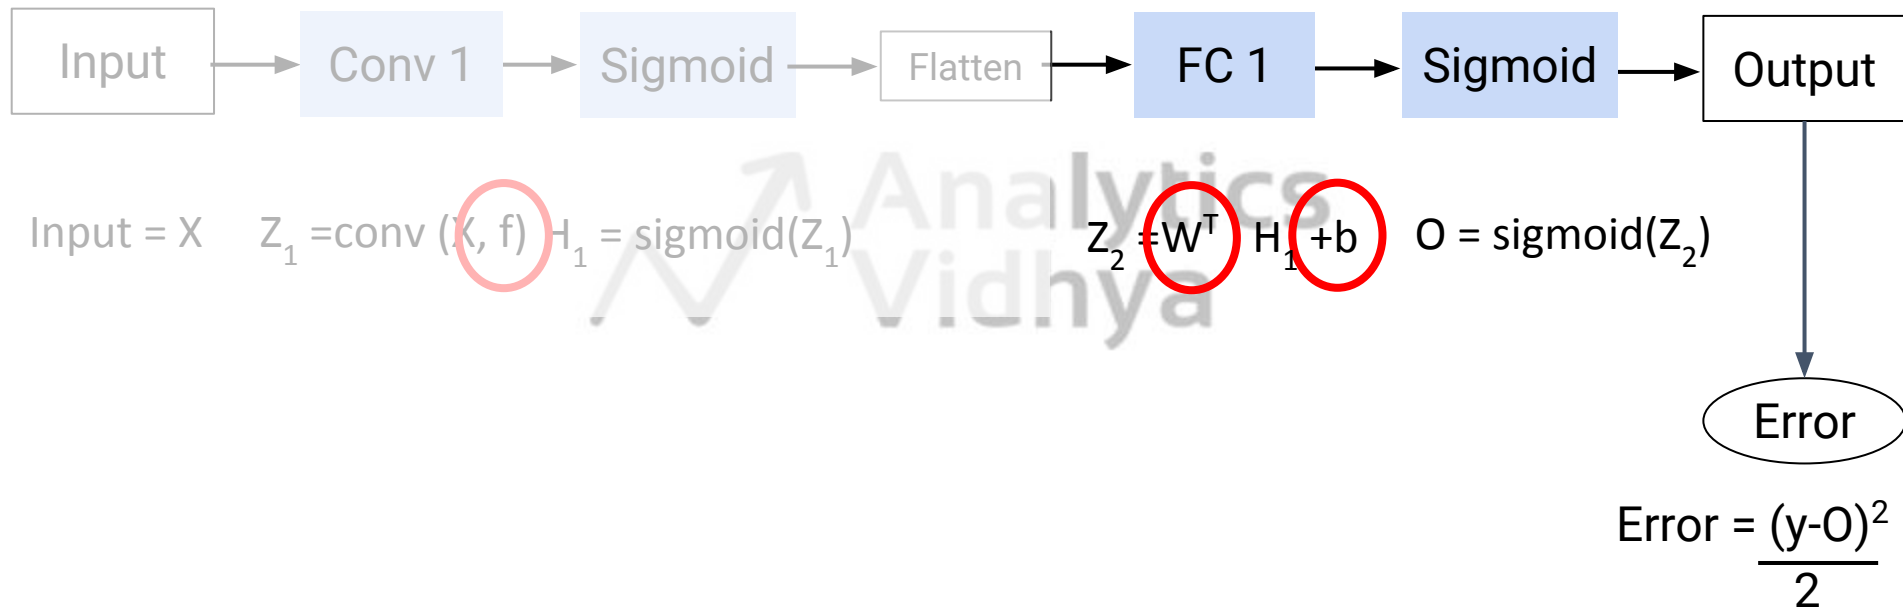 Input Conv 1 Sigmoid Flatten FC 1 Sigmoid Output
Analytics
Vidhya
Input = X Z₁ =conv (X, f) H₁ = sigmoid(Z₁) Z₂ =Wᵀ H₁ +b O = sigmoid(Z₂)
Error
Error = (y-O)²
2